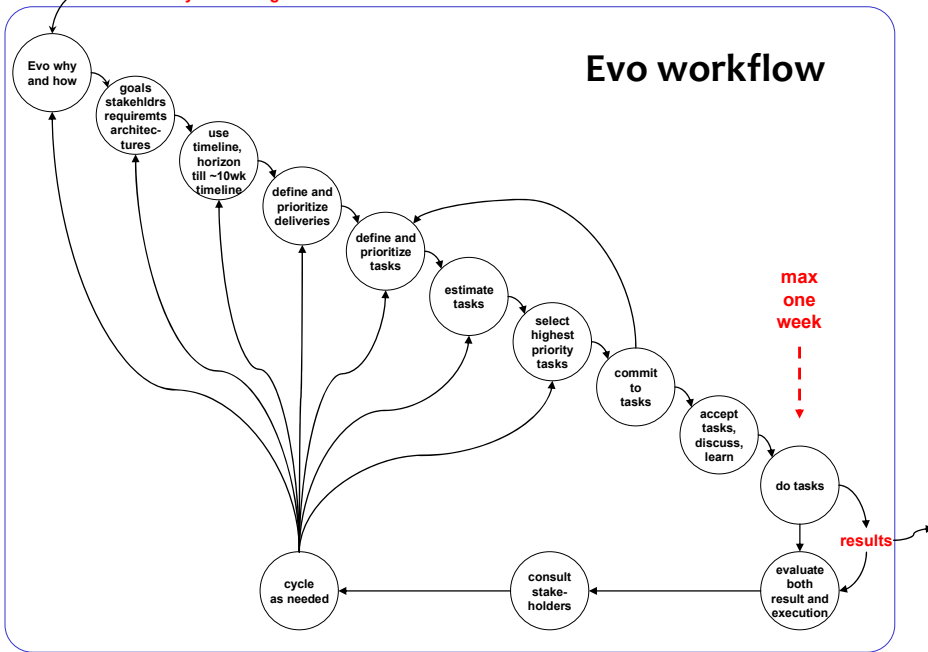 Evo workflow
Evo why
and how
goals
stakehldrs
requiremts
architec-
tures
use
timeline,
horizon
till ~10wk
timeline
define and
prioritize
deliveries
define and
prioritize
tasks
estimate
tasks
select
highest
priority
tasks
commit
to
tasks
accept
tasks,
discuss,
learn
max
one
week
do tasks
results
evaluate
both
result and
execution
consult
stake-
holders
cycle
as needed